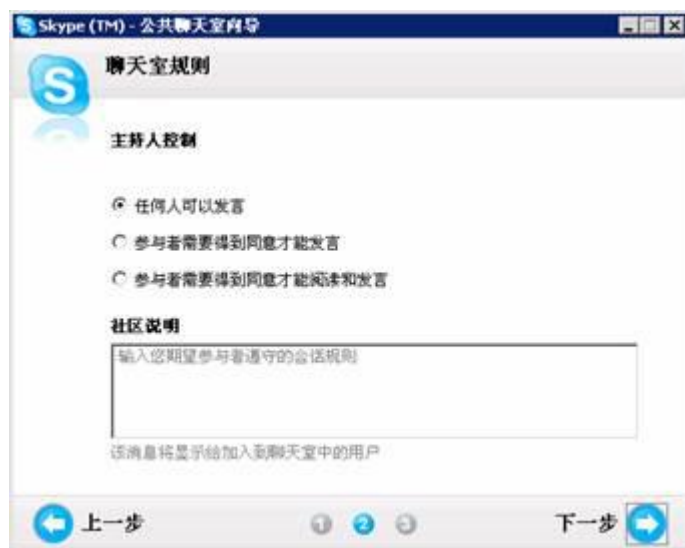 Skype (TM) - 公共聊天室向导
聊天室规则
主持人控制
任何人可以发言
参与者需要得到同意才能发言
参与者需要得到同意才能阅读和发言
社区说明
输入您期望参与者遵守的会话规则
该消息将显示给加入到聊天室中的用户
上一步
1 2 3
下一步